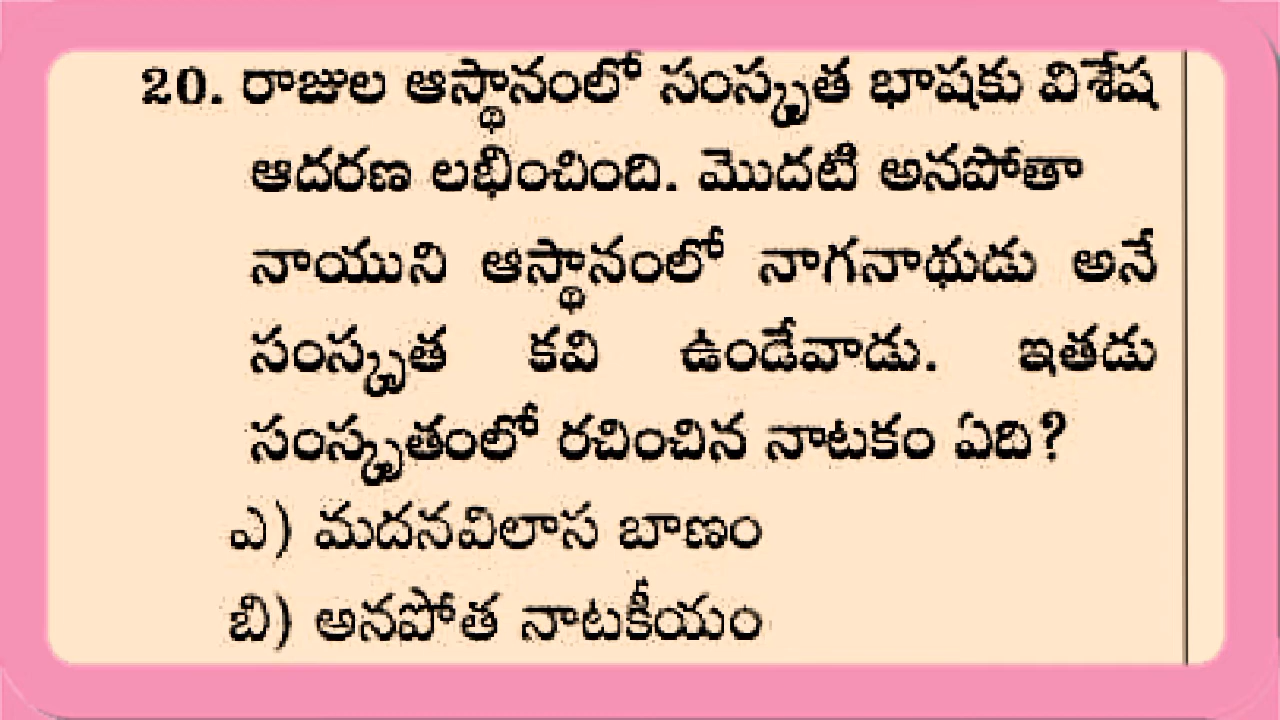 20. రాజుల ఆస్థానంలో సంస్కృత భాషకు విశేష
ఆదరణ లభించింది. మొదటి అనపోతా
నాయుని ఆస్థానంలో నాగనాథుడు అనే
సంస్కృత కవి ఉండేవాడు. ఇతడు
సంస్కృతంలో రచించిన నాటకం ఏది?
ఎ) మదనవిలాస బాణం
బి) అనపోత నాటకీయం